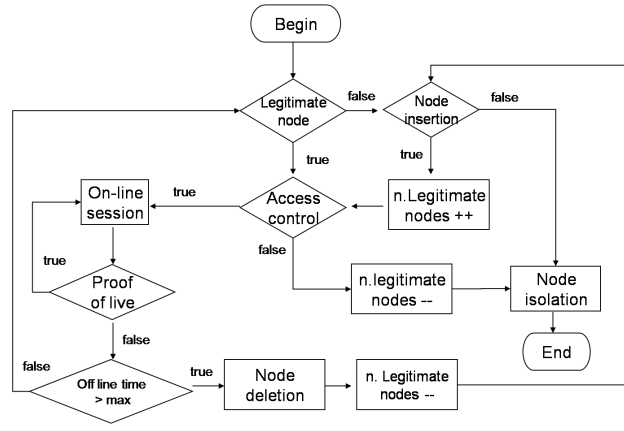 Begin
Legitimate
node
false
Node
insertion
false
true
true
On-line
session
true
Access
control
n.Legitimate
nodes ++
false
true
Proof
of live
n.legitimate
nodes --
Node
isolation
false
false
Off line time
> max
true
Node
deletion
n. Legitimate
nodes --
End